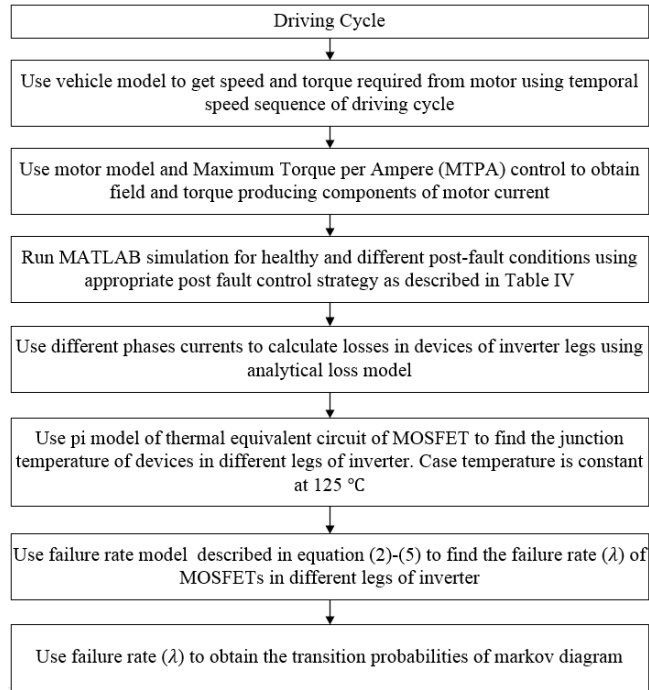 Driving Cycle
Use vehicle model to get speed and torque required from motor using temporal
speed sequence of driving cycle
Use motor model and Maximum Torque per Ampere (MTPA) control to obtain
field and torque producing components of motor current
Run MATLAB simulation for healthy and different post-fault conditions using
appropriate post fault control strategy as described in Table IV
Use different phases currents to calculate losses in devices of inverter legs using
analytical loss model
Use pi model of thermal equivalent circuit of MOSFET to find the junction
temperature of devices in different legs of inverter. Case temperature is constant
at 125 ℃
Use failure rate model described in equation (2)-(5) to find the failure rate (λ) of
MOSFETs in different legs of inverter
Use failure rate (λ) to obtain the transition probabilities of markov diagram